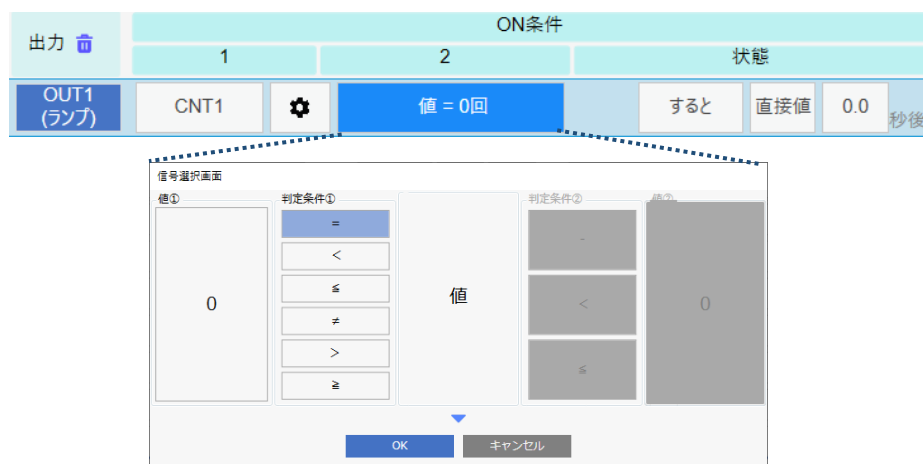 出力
ON条件
1
2
状態
OUT1
(ランプ)
CNT1
値 = 0回
すると
直接値
0.0
秒後
信号選択画面
値①
判定条件①
判定条件②
値②
0
=
<
≦
≠
>
≧
値
-
<
≦
0
OK
キャンセル